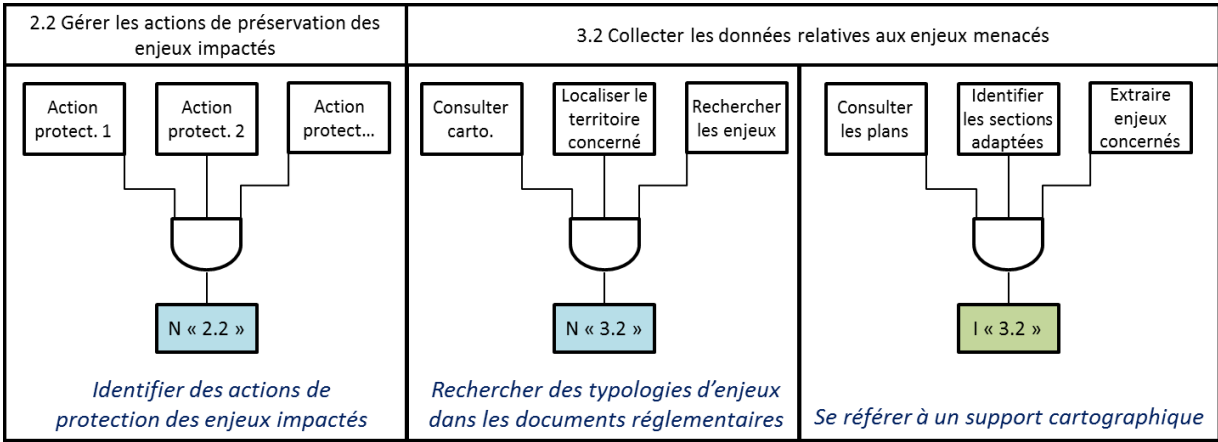 2.2 Gérer les actions de préservation des
enjeux impactés
3.2 Collecter les données relatives aux enjeux menacés
Action
protect. 1
Action
protect. 2
Action
protect...
N « 2.2 »
Identifier des actions de
protection des enjeux impactés
Consulter
carto.
Localiser le
territoire
concerné
Rechercher
les enjeux
N « 3.2 »
Rechercher des typologies d’enjeux
dans les documents réglementaires
Consulter
les plans
Identifier
les sections
adaptées
Extraire
enjeux
concernés
I « 3.2 »
Se référer à un support cartographique